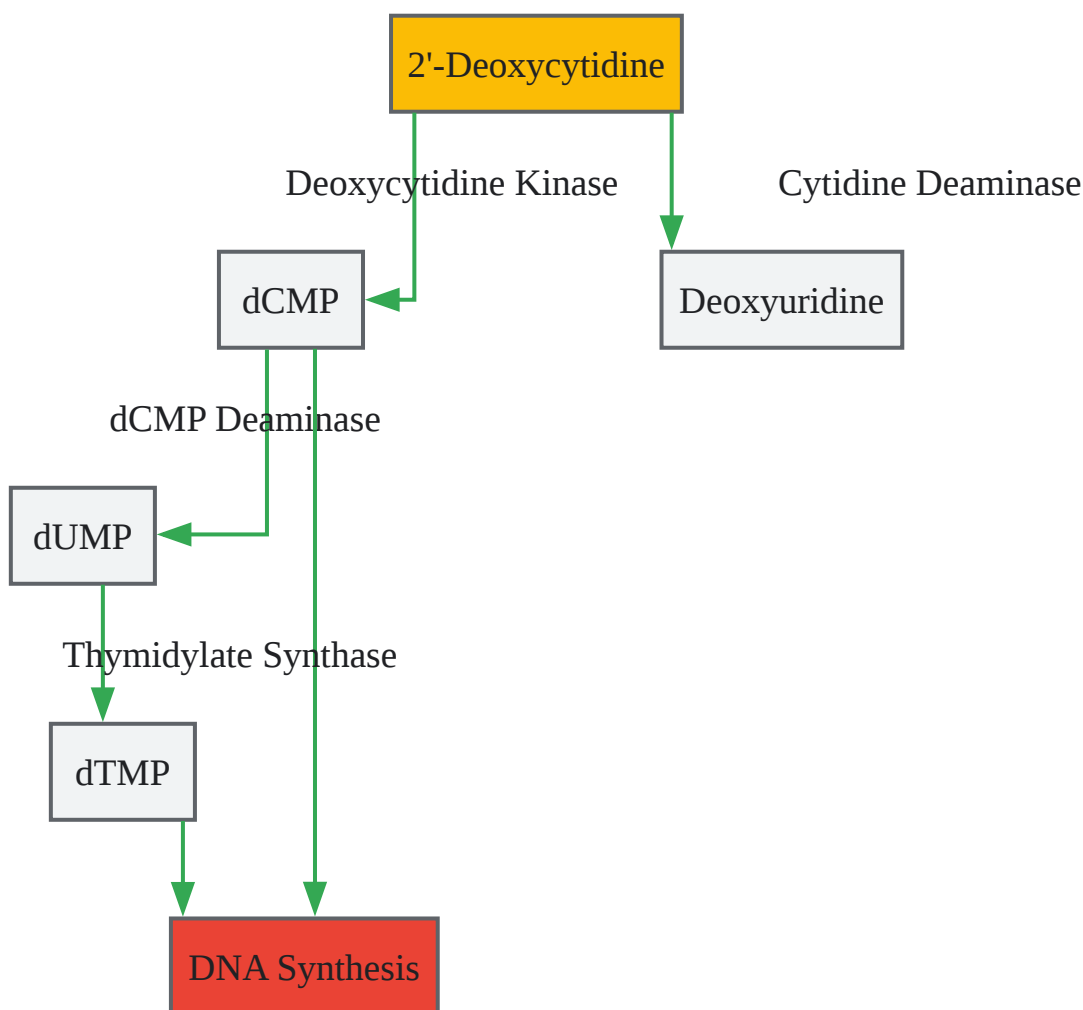 2'-Deoxycytidine
Deoxycytidine Kinase
Cytidine Deaminase
dCMP
Deoxyuridine
dCMP Deaminase
dUMP
Thymidylate Synthase
dTMP
DNA Synthesis